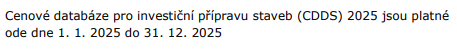 Cenové databáze pro investiční přípravu staveb (CDDS) 2025 jsou platné
ode dne 1. 1. 2025 do 31. 12. 2025